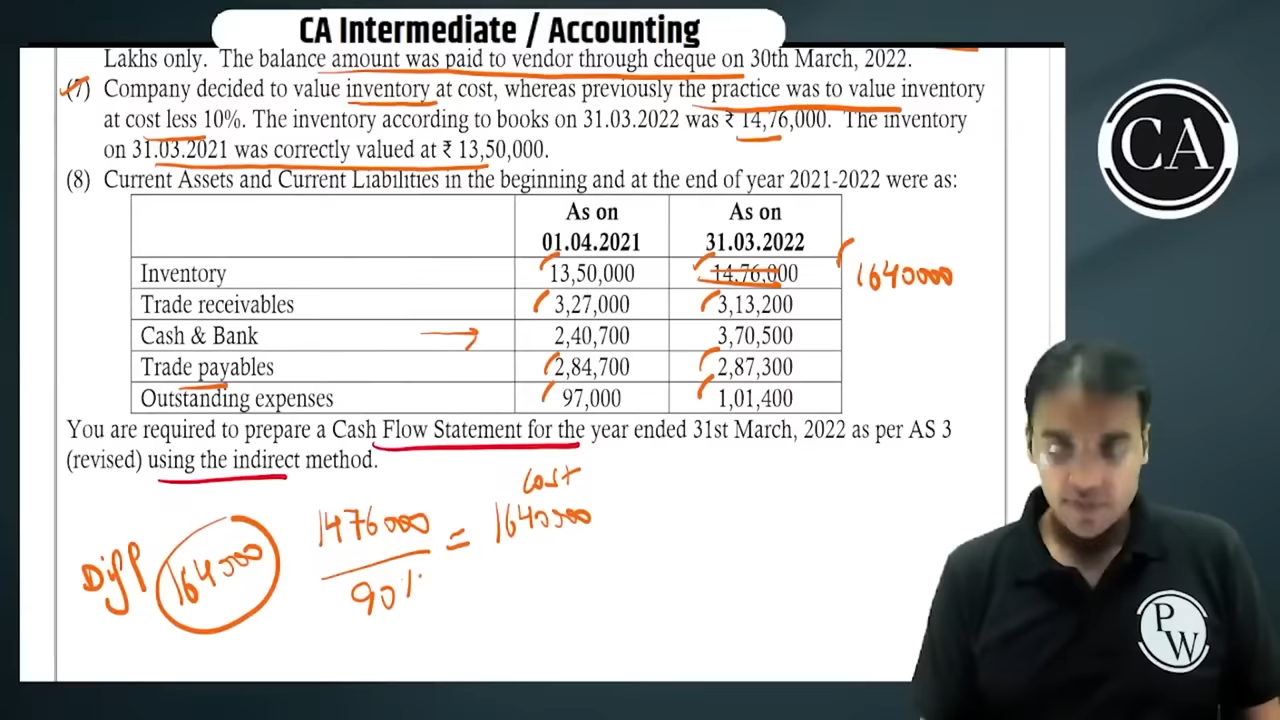 CA Intermediate / Accounting
Lakhs only. The balance amount was paid to vendor through cheque on 30th March, 2022.
(7) Company decided to value inventory at cost, whereas previously the practice was to value inventory
at cost less 10%. The inventory according to books on 31.03.2022 was ₹ 14,76,000. The inventory
on 31.03.2021 was correctly valued at ₹ 13,50,000.
CA
(8) Current Assets and Current Liabilities in the beginning and at the end of year 2021-2022 were as:
As on 01.04.2021 As on 31.03.2022
Inventory 13,50,000 14,76,000 1640000
Trade receivables 3,27,000 3,13,200
Cash & Bank 2,40,700 3,70,500
Trade payables 2,84,700 2,87,300
Outstanding expenses 97,000 1,01,400
You are required to prepare a Cash Flow Statement for the year ended 31st March, 2022 as per AS 3
(revised) using the indirect method.
cost
Diff 164000 1476000 = 1640000
90%
PW